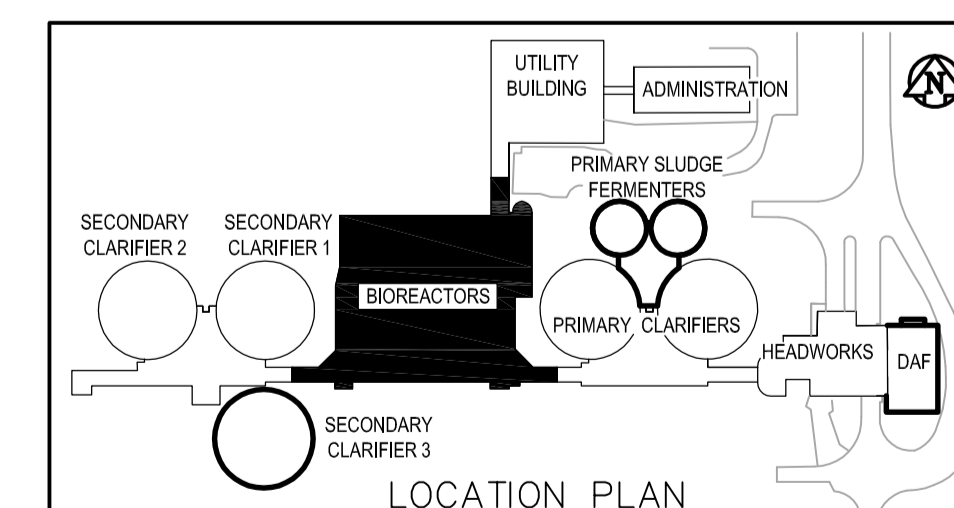 UTILITY
BUILDING
ADMINISTRATION
N
PRIMARY SLUDGE
FERMENTERS
SECONDARY
CLARIFIER 2
SECONDARY
CLARIFIER 1
BIOREACTORS
PRIMARY CLARIFIERS
HEADWORKS
DAF
SECONDARY
CLARIFIER 3
LOCATION PLAN